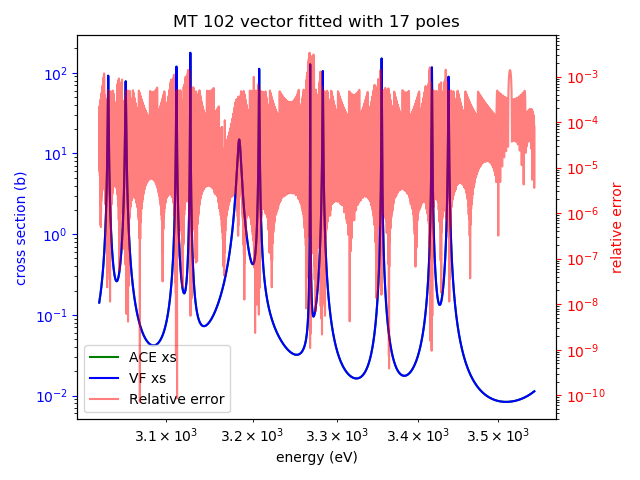 MT 102 vector fitted with 17 poles
10²
10¹
10⁰
10⁻¹
10⁻²
cross section (b)
10⁻³
10⁻⁴
10⁻⁵
10⁻⁶
10⁻⁷
10⁻⁸
10⁻⁹
10⁻¹⁰
relative error
ACE xs
VF xs
Relative error
3.1 × 10³ 3.2 × 10³ 3.3 × 10³ 3.4 × 10³ 3.5 × 10³
energy (eV)